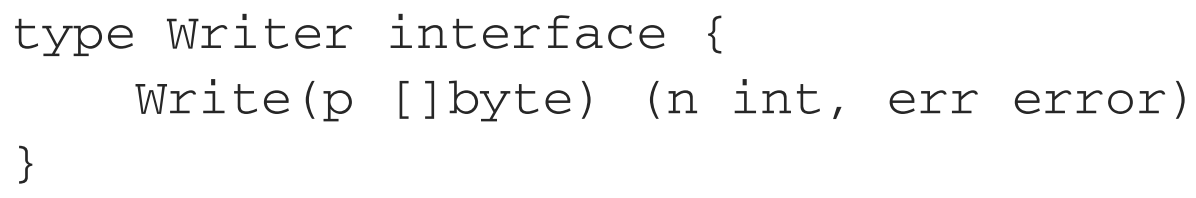 type Writer interface {
    Write(p []byte) (n int, err error)
}